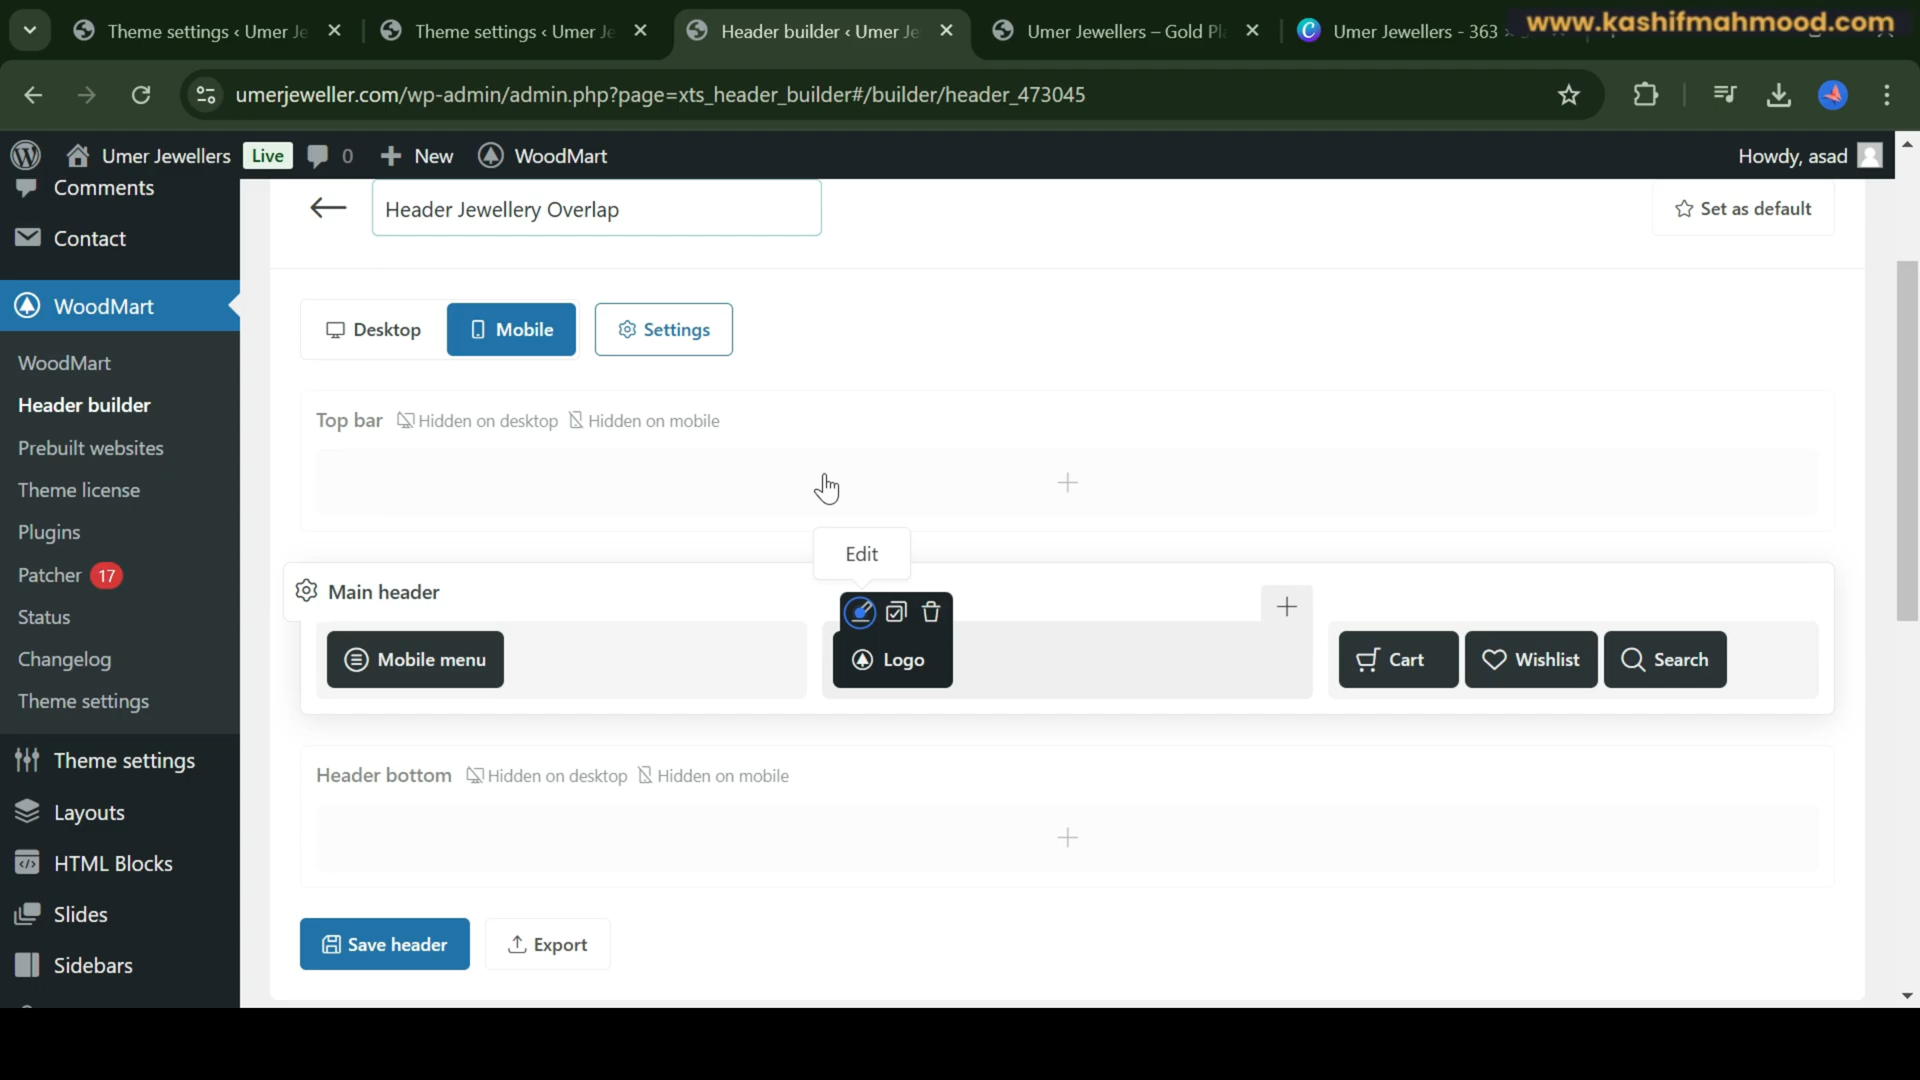 Theme settings ‹ Umer Je
Theme settings ‹ Umer Je
Header builder ‹ Umer Je
Umer Jewellers – Gold Pla
Umer Jewellers - 363
www.kashifmahmood.com
umerjeweller.com/wp-admin/admin.php?page=xts_header_builder#/builder/header_473045
Umer Jewellers
Live
0
New
WoodMart
Howdy, asad
Comments
Contact
WoodMart
WoodMart
Header builder
Prebuilt websites
Theme license
Plugins
Patcher 17
Status
Changelog
Theme settings
Theme settings
Layouts
HTML Blocks
Slides
Sidebars
Header Jewellery Overlap
Set as default
Desktop
Mobile
Settings
Top bar Hidden on desktop Hidden on mobile
Edit
Main header
Mobile menu
Logo
Cart
Wishlist
Search
Header bottom Hidden on desktop Hidden on mobile
Save header
Export